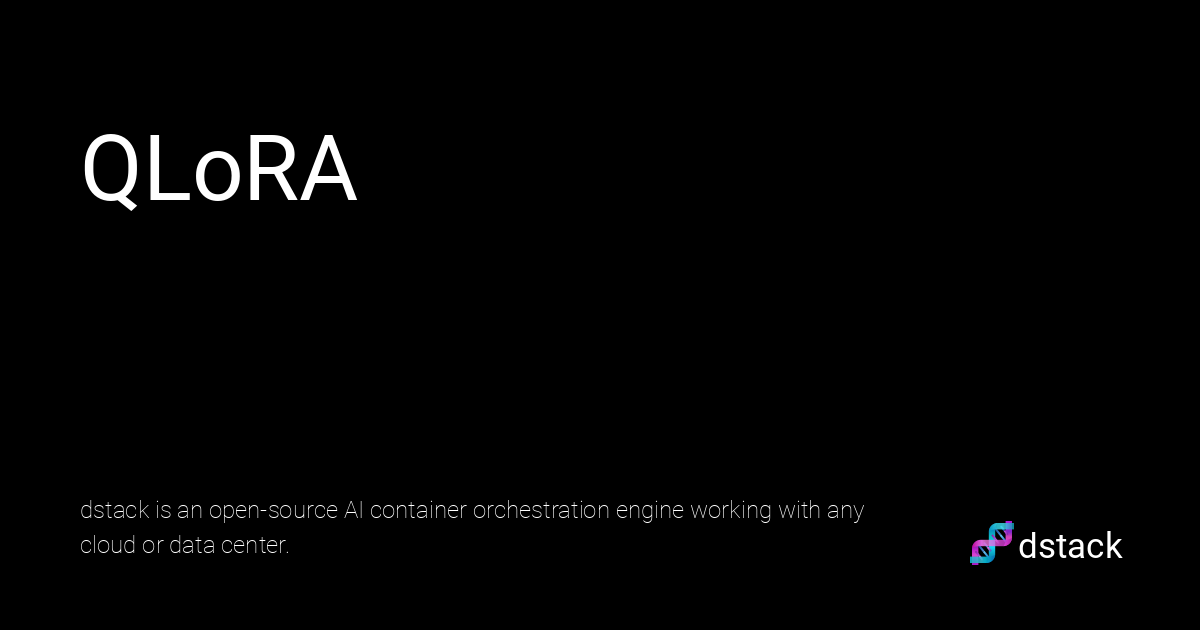 QLoRA
dstack is an open-source AI container orchestration engine working with any
cloud or data center.
dstack